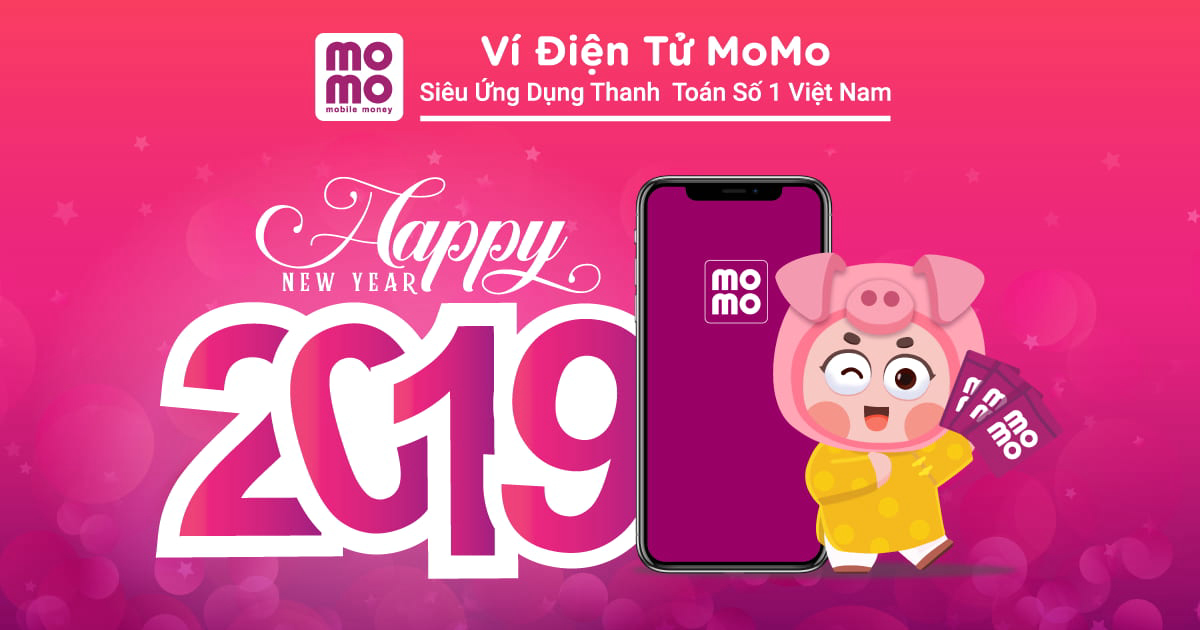 mo
mo
mobile money
Ví Điện Tử MoMo
Siêu Ứng Dụng Thanh Toán Số 1 Việt Nam
Happy
NEW YEAR
2019
mo
mo
mo
mo